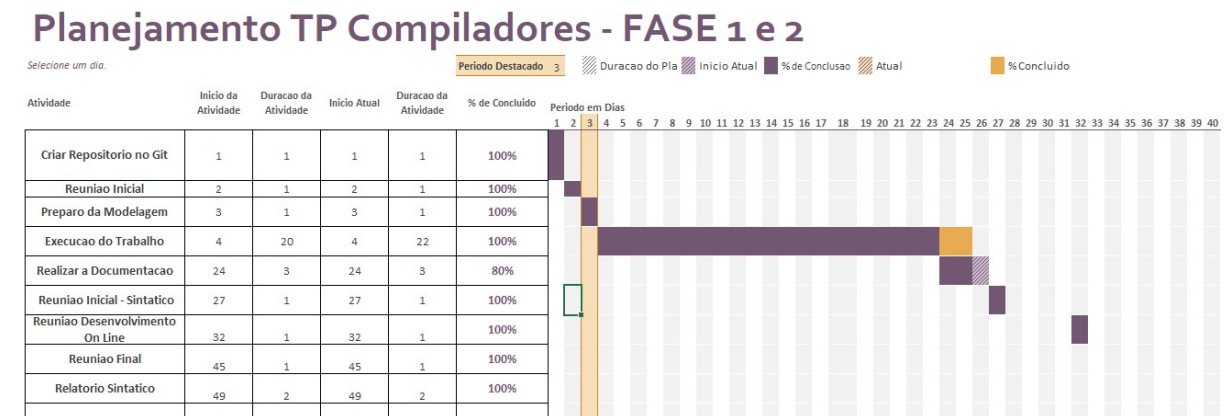 Planejamento TP Compiladores - FASE 1 e 2
Selecione um dia.
Periodo Destacado 3 Duracao do Pla Inicio Atual % de Conclusao Atual % Concluido
Atividade Inicio da Atividade Duracao da Atividade Inicio Atual Duracao da Atividade % de Concluido Periodo em Dias
1 2 3 4 5 6 7 8 9 10 11 12 13 14 15 16 17 18 19 20 21 22 23 24 25 26 27 28 29 30 31 32 33 34 35 36 37 38 39 40
Criar Repositorio no Git 1 1 1 1 100%
Reuniao Inicial 2 1 2 1 100%
Preparo da Modelagem 3 1 3 1 100%
Execucao do Trabalho 4 20 4 22 100%
Realizar a Documentacao 24 3 24 3 80%
Reuniao Inicial - Sintatico 27 1 27 1 100%
Reuniao Desenvolvimento
On Line 32 1 32 1 100%
Reuniao Final 45 1 45 1 100%
Relatorio Sintatico 49 2 49 2 100%